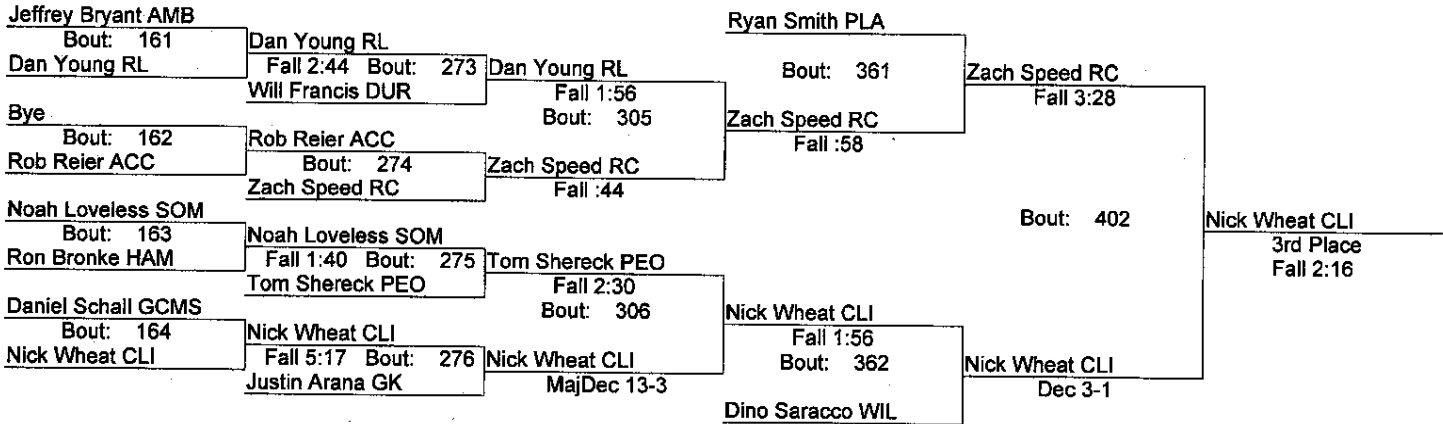 Jeffrey Bryant AMB
Bout: 161
Dan Young RL
Bye
Bout: 162
Rob Reier ACC
Noah Loveless SOM
Bout: 163
Ron Bronke HAM
Daniel Schall GCMS
Bout: 164
Nick Wheat CLI
Dan Young RL
Fall 2:44 Bout: 273
Will Francis DUR
Rob Reier ACC
Bout: 274
Zach Speed RC
Noah Loveless SOM
Fall 1:40 Bout: 275
Tom Shereck PEO
Nick Wheat CLI
Fall 5:17 Bout: 276
Justin Arana GK
Dan Young RL
Fall 1:56
Bout: 305
Zach Speed RC
Fall :44
Tom Shereck PEO
Fall 2:30
Bout: 306
Nick Wheat CLI
MajDec 13-3
Ryan Smith PLA
Bout: 361
Zach Speed RC
Fall :58
Nick Wheat CLI
Fall 1:56
Bout: 362
Dino Saracco WIL
Zach Speed RC
Fall 3:28
Bout: 402
Nick Wheat CLI
Dec 3-1
Nick Wheat CLI
3rd Place
Fall 2:16